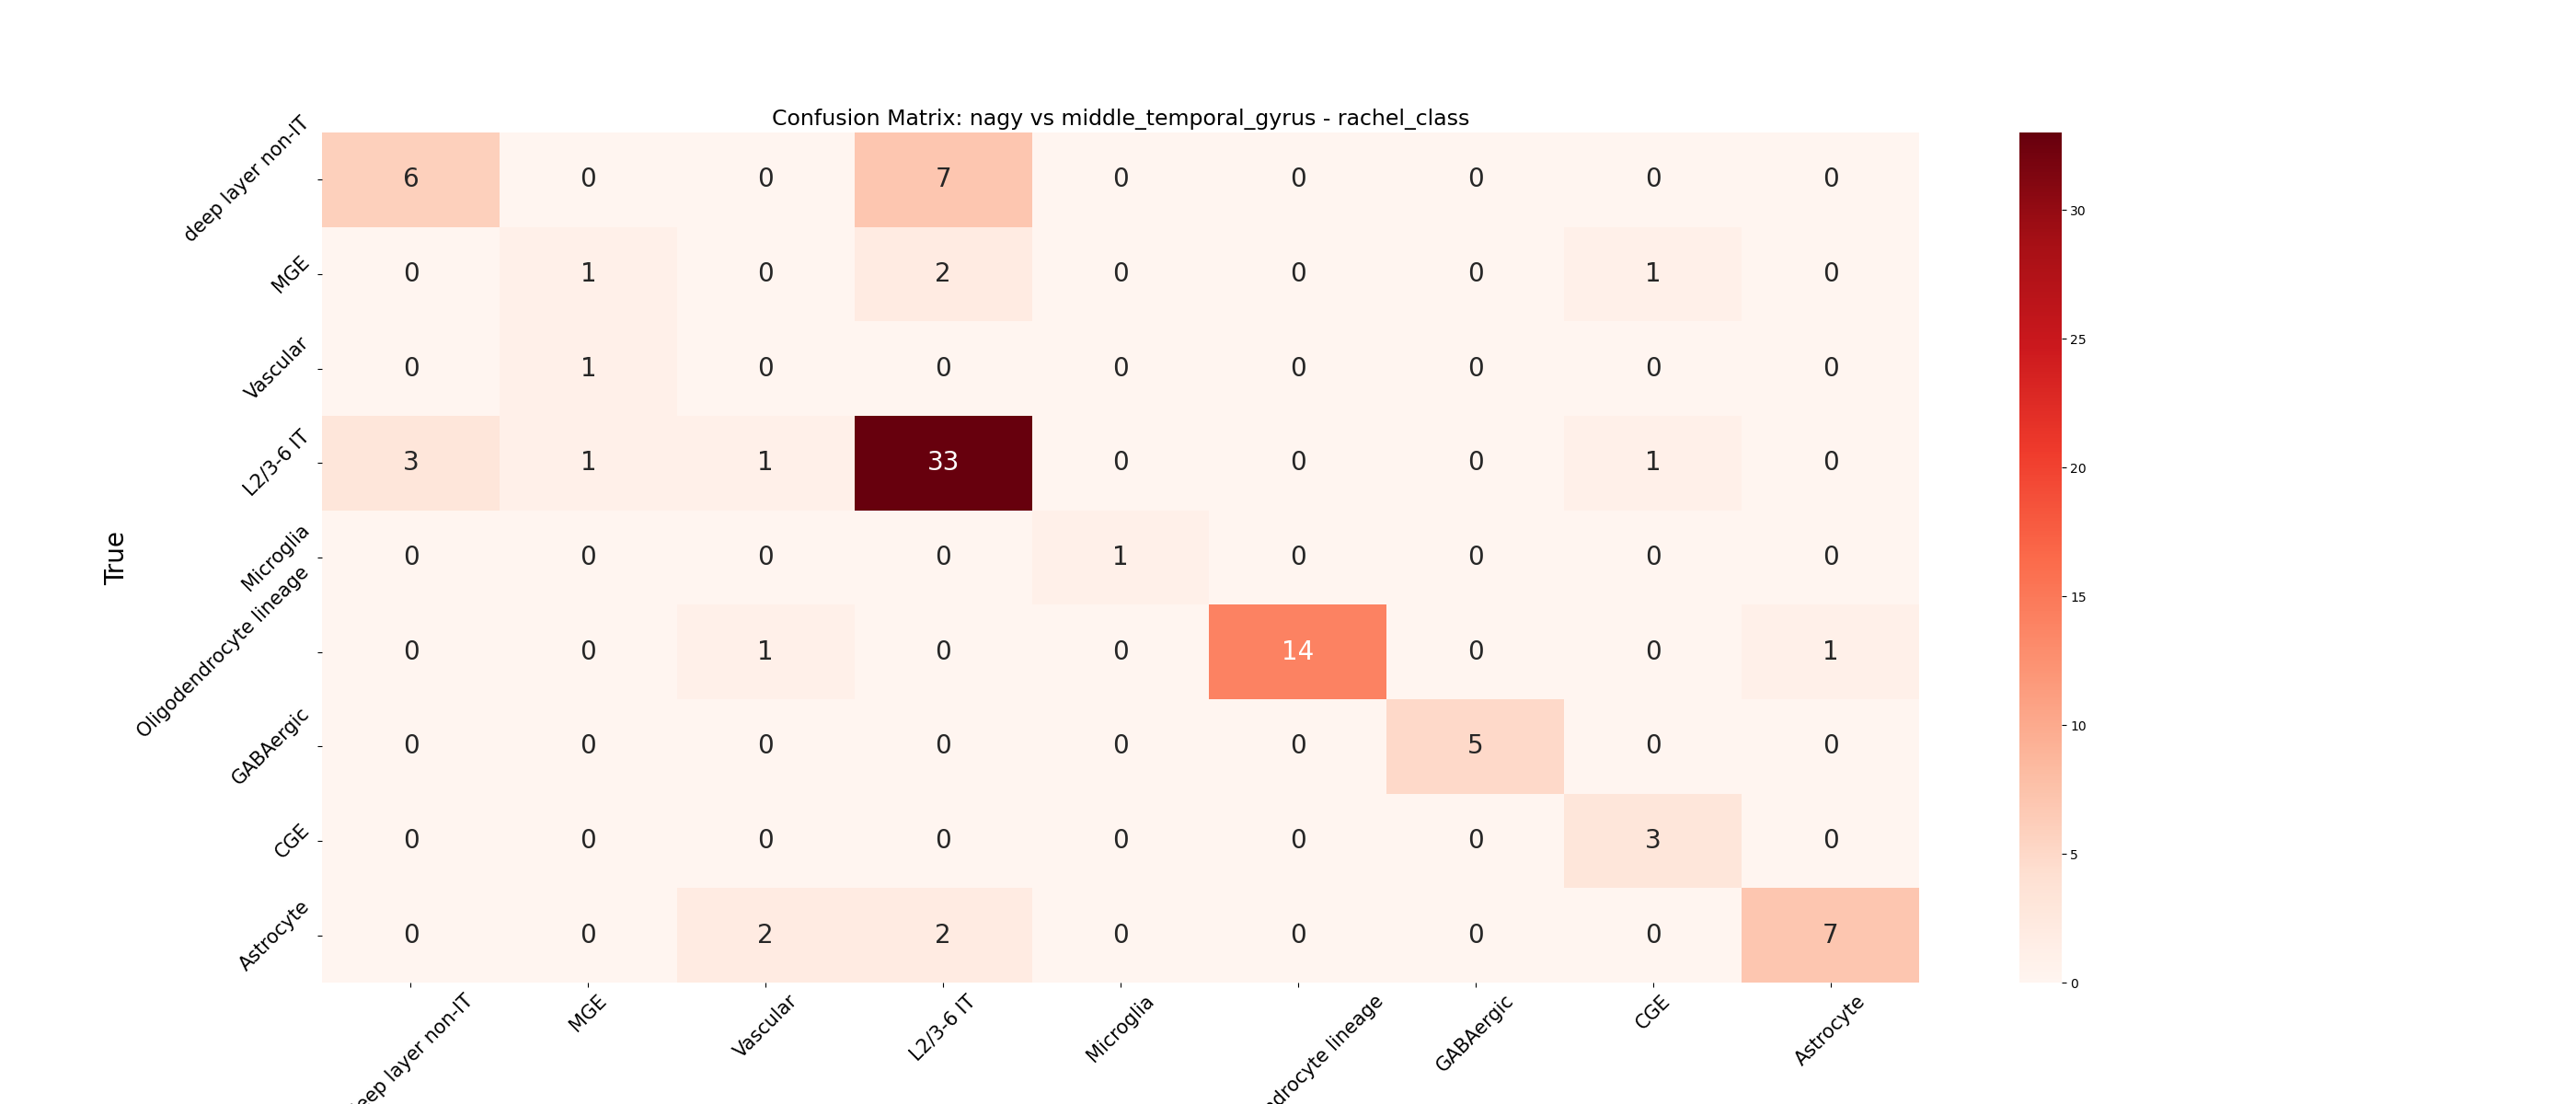 Confusion Matrix: nagy vs middle_temporal_gyrus - rachel_class
True
deep layer non-IT 6 0 0 7 0 0 0 0 0
MGE 0 1 0 2 0 0 0 1 0
Vascular 0 1 0 0 0 0 0 0 0
L2/3-6 IT 3 1 1 33 0 0 0 1 0
Microglia 0 0 0 0 1 0 0 0 0
Oligodendrocyte lineage 0 0 1 0 0 14 0 0 1
GABAergic 0 0 0 0 0 0 5 0 0
CGE 0 0 0 0 0 0 0 3 0
Astrocyte 0 0 2 2 0 0 0 0 7
eep layer non-IT MGE Vascular L2/3-6 IT Microglia ndrocyte lineage GABAergic CGE Astrocyte
30
25
20
15
10
5
0